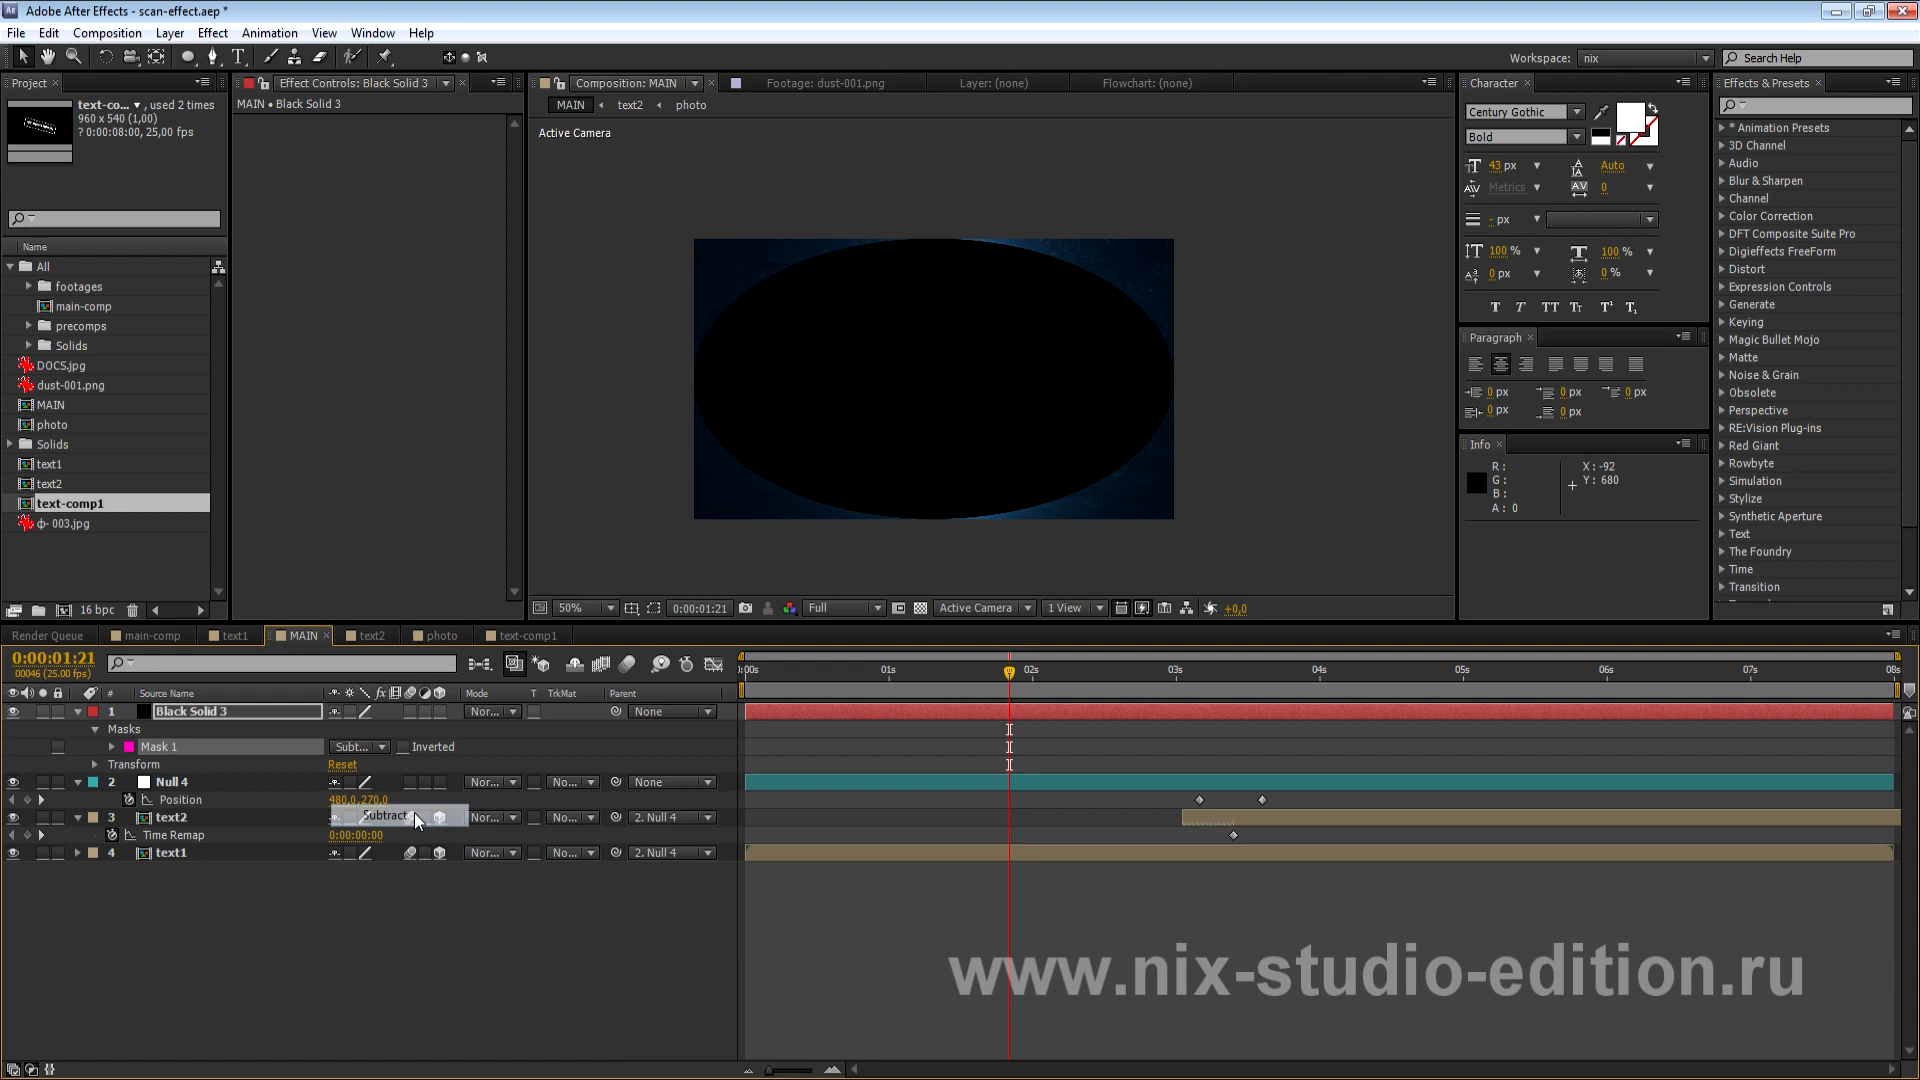 Adobe After Effects - scan-effect.aep *
File Edit Composition Layer Effect Animation View Window Help
Workspace: nix Search Help
Project
text-co... ▼ , used 2 times
960 x 540 (1,00)
? 0:00:08:00, 25,00 fps
Name
All
footages
main-comp
precomps
Solids
DOCS.jpg
dust-001.png
MAIN
photo
Solids
text1
text2
text-comp1
ф- 003.jpg
16 bpc
Effect Controls: Black Solid 3
MAIN • Black Solid 3
Composition: MAIN Footage: dust-001.png Layer: (none) Flowchart: (none)
MAIN text2 photo
Active Camera
50% 0:00:01:21 Full Active Camera 1 View +0,0
Character
Century Gothic
Bold
43 px Auto
Metrics 0
- px
100 % 100 %
0 px 0 %
T T TT Tr T¹ T₁
Paragraph
0 px 0 px 0 px
0 px 0 px
Info
R: X: -92
G: Y: 680
B:
A: 0
Effects & Presets
* Animation Presets
3D Channel
Audio
Blur & Sharpen
Channel
Color Correction
DFT Composite Suite Pro
Digieffects FreeForm
Distort
Expression Controls
Generate
Keying
Magic Bullet Mojo
Matte
Noise & Grain
Obsolete
Perspective
RE:Vision Plug-ins
Red Giant
Rowbyte
Simulation
Stylize
Synthetic Aperture
Text
The Foundry
Time
Transition
Render Queue main-comp text1 MAIN text2 photo text-comp1
0:00:01:21
00046 (25.00 fps)
:00s 01s 02s 03s 04s 05s 06s 07s 08s
# Source Name Mode T TrkMat Parent
1 Black Solid 3 Nor... None
Masks
Mask 1 Subt... Inverted
Transform Reset
2 Null 4 Nor... No... None
Position 480,0,270,0
3 text2 Subtract Nor... No... 2. Null 4
Time Remap 0:00:00:00
4 text1 Nor... No... 2. Null 4
www.nix-studio-edition.ru